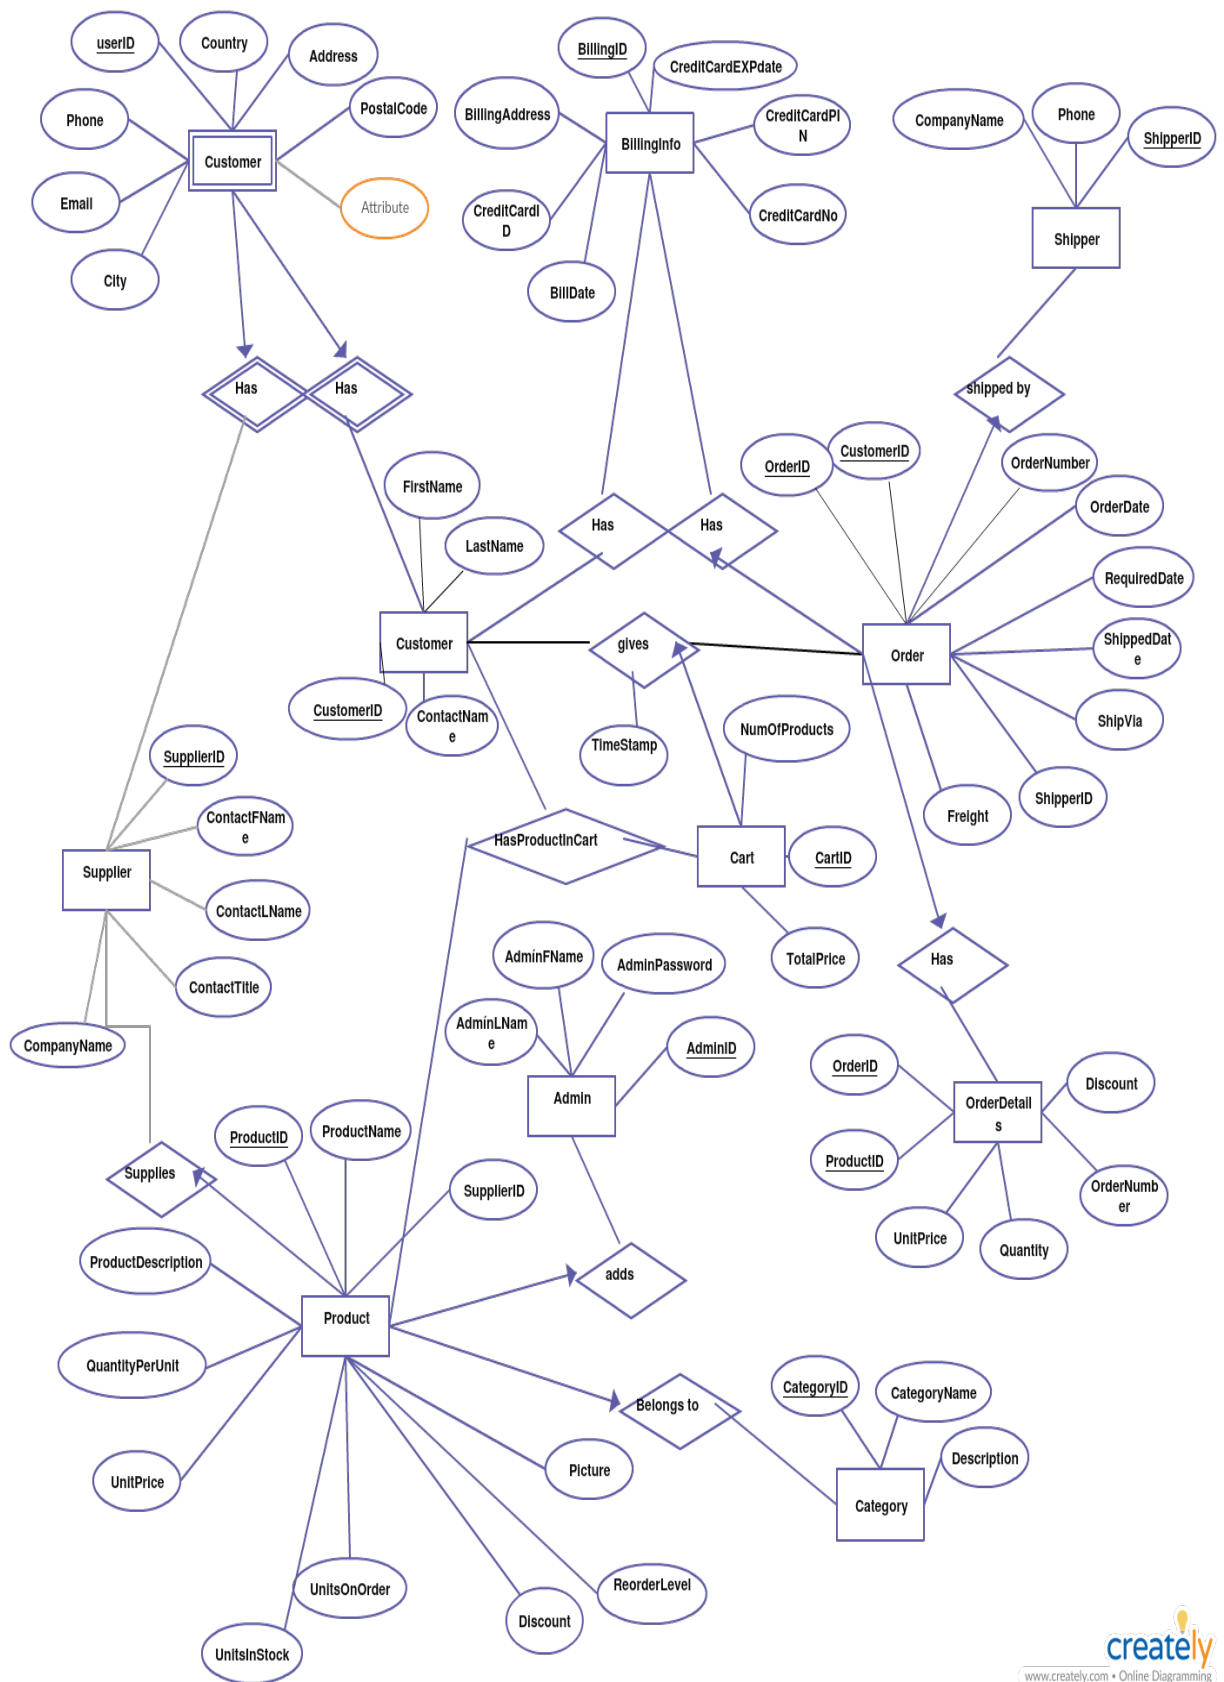 userID
Country
Address
BillingID
CreditCardEXPdate
Phone
PostalCode
BillingAddress
CreditCardPI
N
CompanyName
Phone
ShipperID
Customer
BillingInfo
Email
Attribute
CreditCardI
D
CreditCardNo
Shipper
City
BillDate
Has
Has
shipped by
FirstName
OrderID
CustomerID
OrderNumber
OrderDate
LastName
Has
Has
RequiredDate
Customer
gives
Order
ShippedDat
e
CustomerID
ContactNam
e
TimeStamp
NumOfProducts
ShipVia
SupplierID
ShipperID
ContactFNam
e
HasProductInCart
Freight
Supplier
Cart
CartID
ContactLName
AdmínFName
AdminPassword
TotalPrice
Has
ContactTitle
CompanyName
AdmínLNam
e
AdminID
OrderID
Discount
Admin
OrderDetail
s
ProductID
ProductName
Supplies
SupplierID
ProductID
OrderNumb
er
UnitPrice
Quantity
ProductDescription
adds
Product
QuantityPerUnit
Belongs to
CategoryID
CategoryName
Description
UnitPrice
Picture
Category
UnitsOnOrder
ReorderLevel
Discount
UnitsInStock
creately
www.creately.com • Online Diagramming